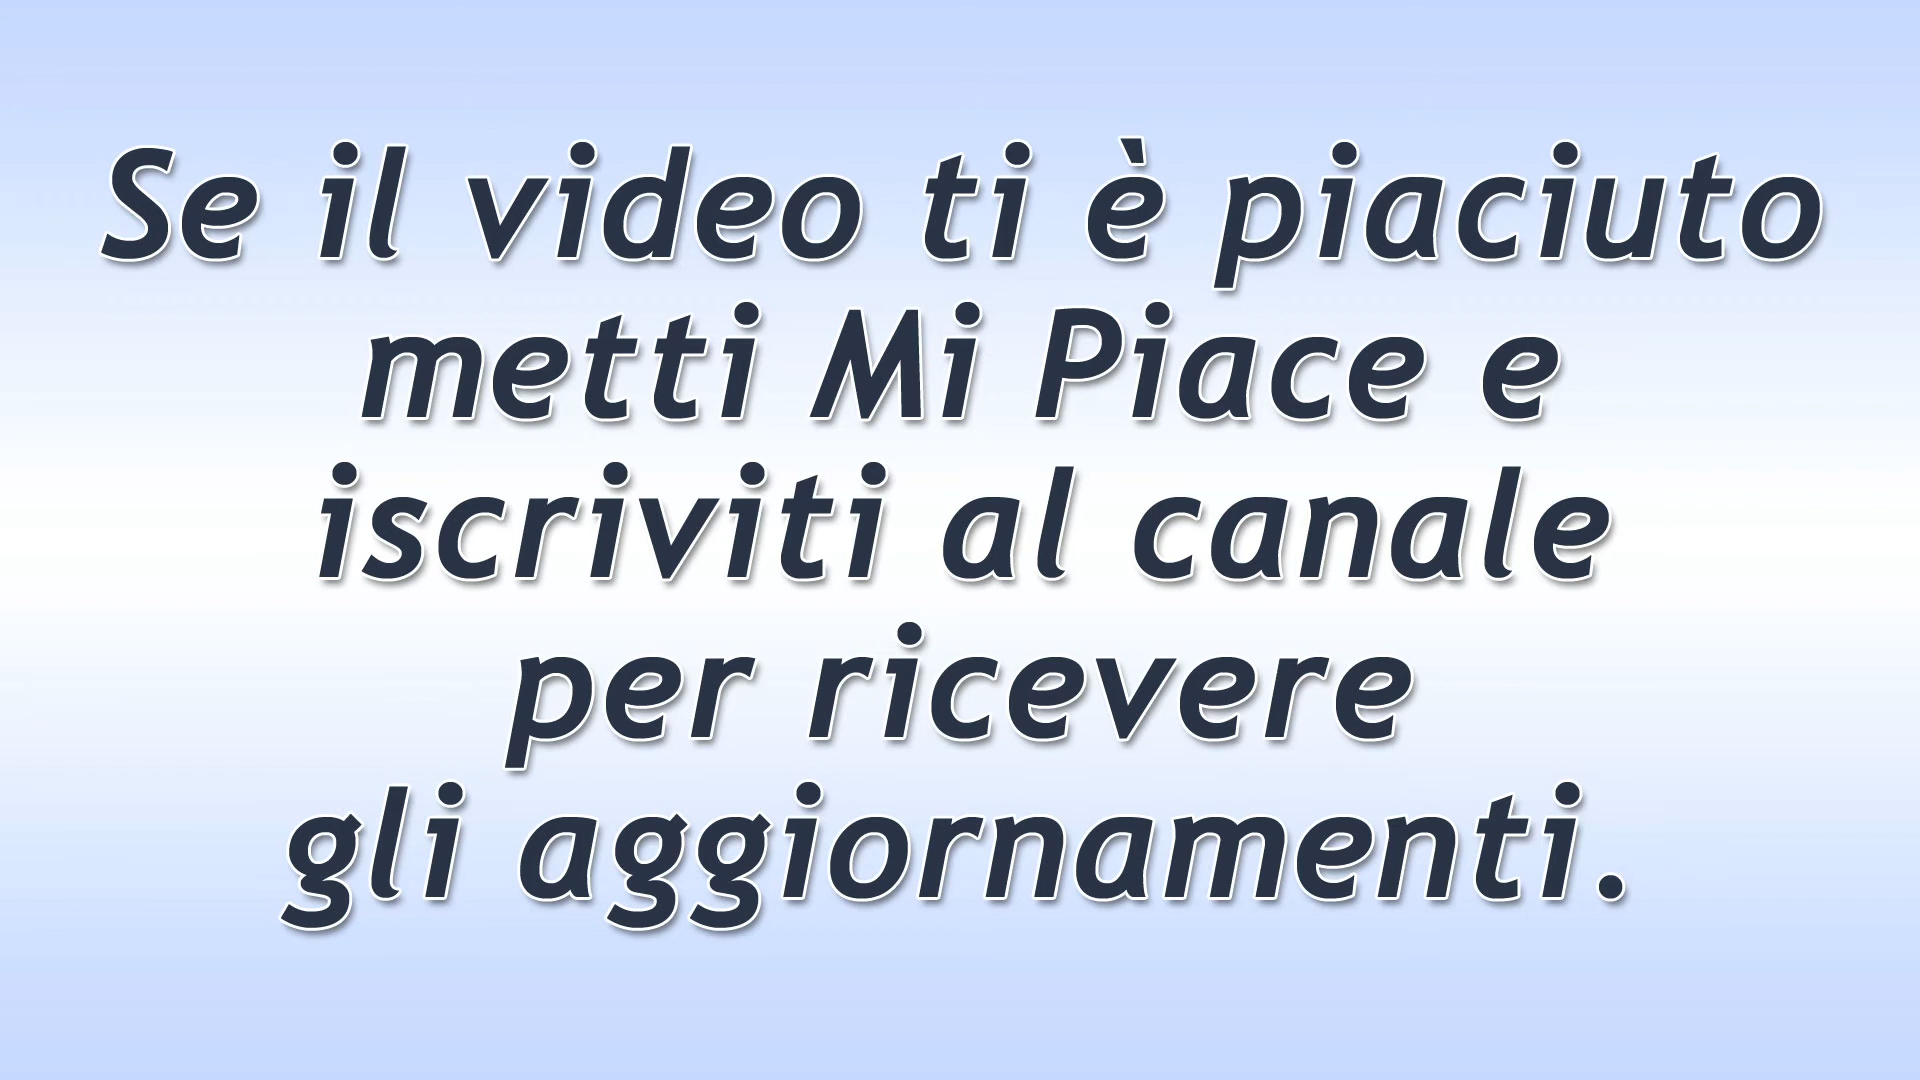 Se il video ti è piaciuto
metti Mi Piace e
iscriviti al canale
per ricevere
gli aggiornamenti.